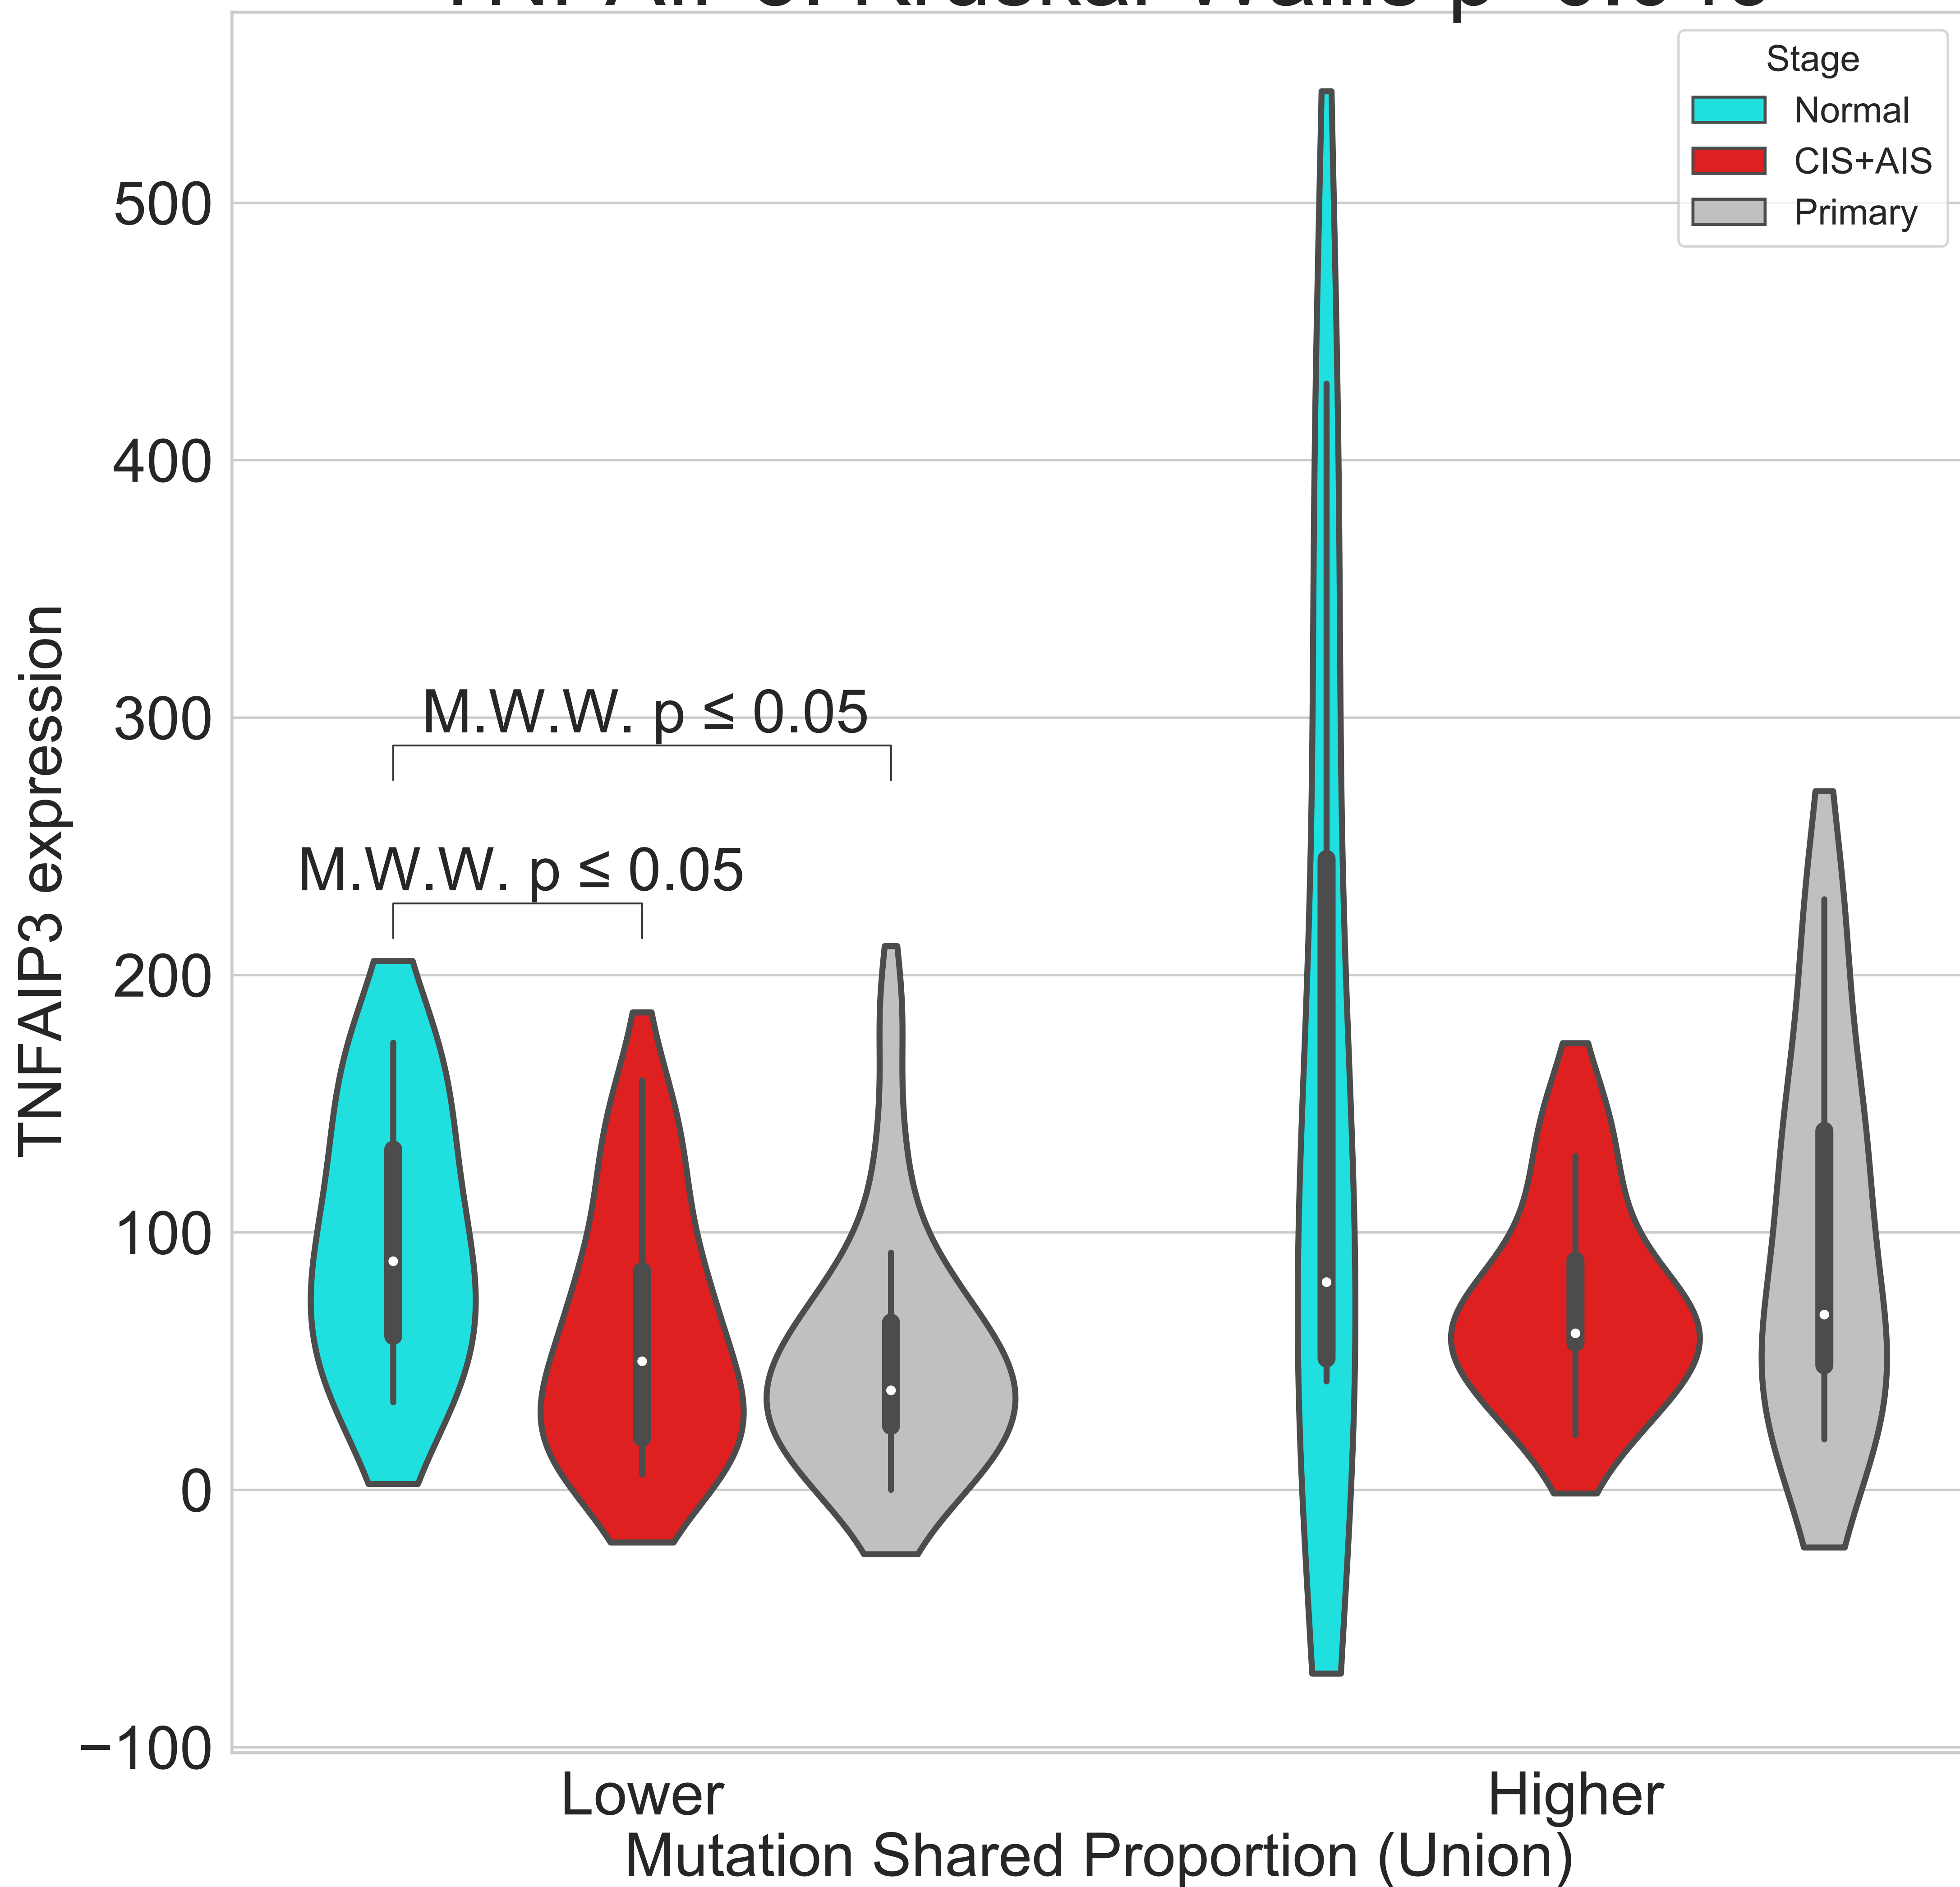 Stage
Normal
CIS+AIS
Primary
500
400
300
200
100
0
−100
TNFAIP3 expression
M.W.W. p ≤ 0.05
M.W.W. p ≤ 0.05
Lower
Higher
Mutation Shared Proportion (Union)